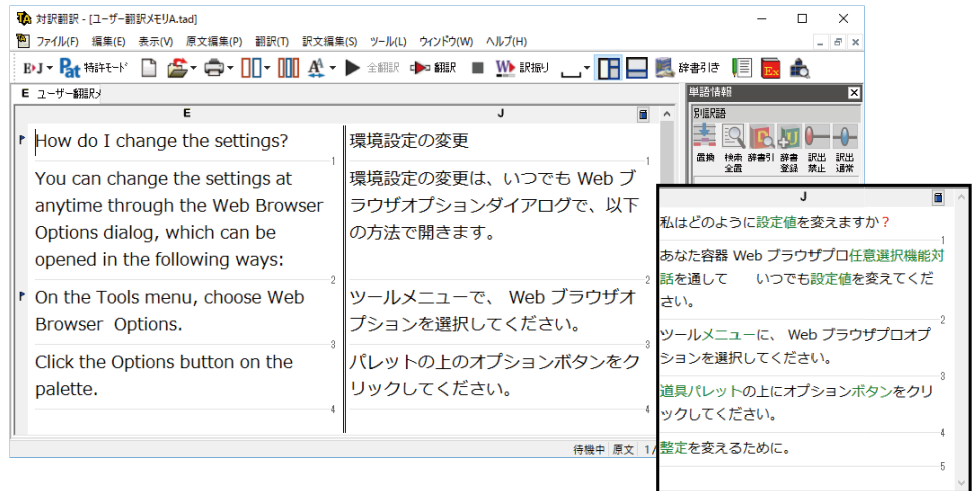 対訳翻訳 - [ユーザー翻訳メモリA.tad]
ファイル(F) 編集(E) 表示(V) 原文編集(P) 翻訳(T) 訳文編集(S) ツール(L) ウィンドウ(W) ヘルプ(H)
E›J Pat 特許モード 全翻訳 翻訳 W 訳振り 辞書引き Ex
E ユーザー翻訳メ
単語情報
別訳語
置換 検索全置 辞書引 辞書登録 訳出禁止 訳出通常
E J
How do I change the settings?
1
環境設定の変更
1
You can change the settings at
anytime through the Web Browser
Options dialog, which can be
opened in the following ways:
2
環境設定の変更は、いつでも Web ブ
ラウザオプションダイアログで、以下
の方法で開きます。
2
On the Tools menu, choose Web
Browser Options.
3
ツールメニューで、 Web ブラウザオ
プションを選択してください。
3
Click the Options button on the
palette.
4
パレットの上のオプションボタンをク
リックしてください。
4
待機中 原文 1/
J
私はどのように設定値を変えますか？
1
あなた容器 Web ブラウザプロ任意選択機能対
話を通して いつでも設定値を変えてくだ
さい。
2
ツールメニューに、 Web ブラウザプロオプ
ションを選択してください。
3
道具パレットの上にオプションボタンをクリ
ックしてください。
4
整定を変えるために。
5